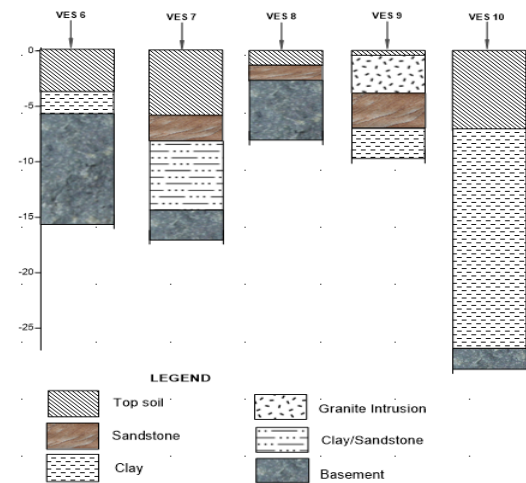 VES 6 VES 7 VES 8 VES 9 VES 10
0
-5
-10
-15
-20
-25
LEGEND
Top soil
Sandstone
Clay
Granite Intrusion
Clay/Sandstone
Basement